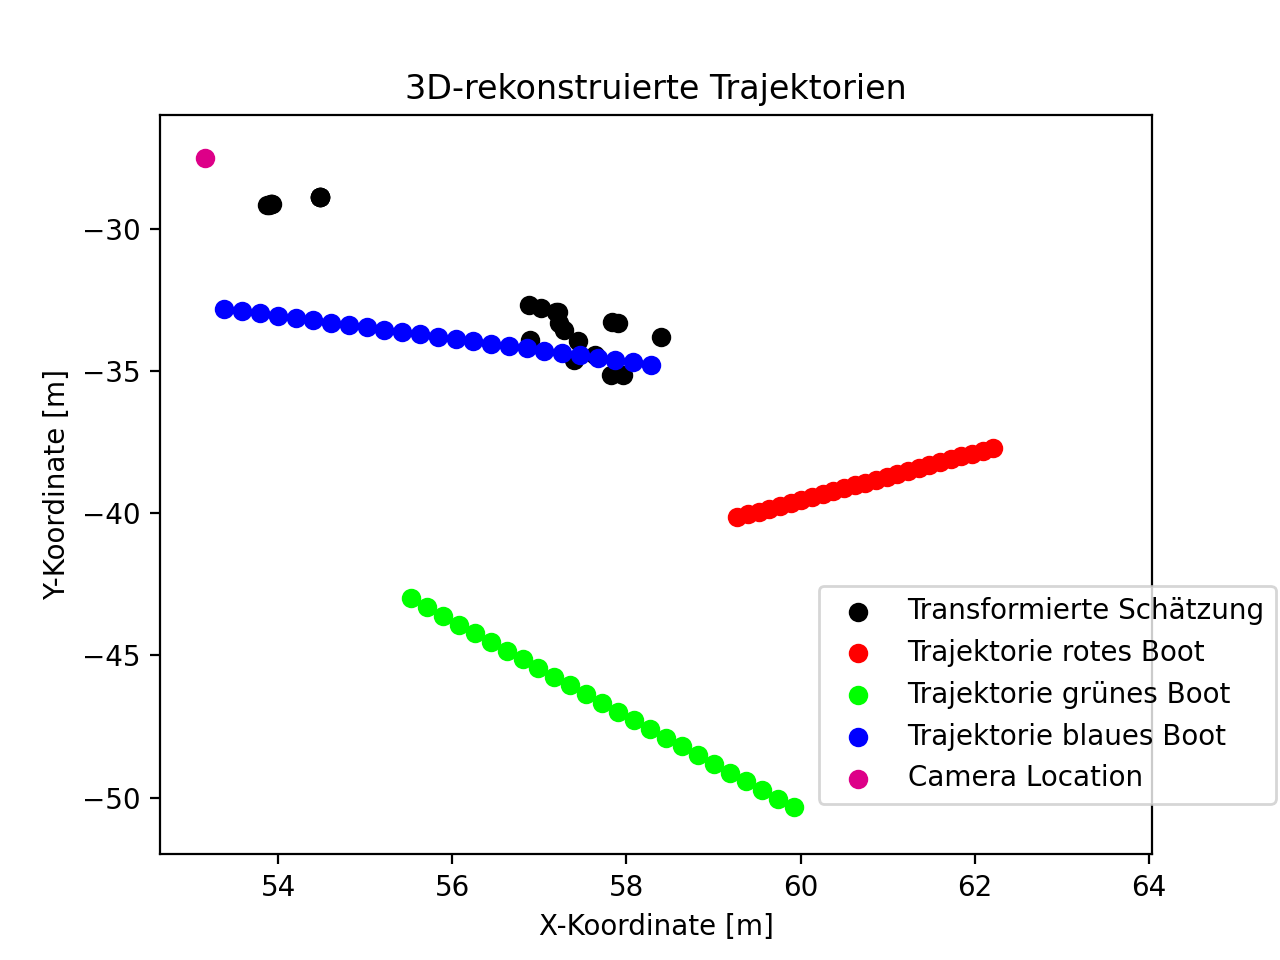 3D-rekonstruierte Trajektorien
−30
−35
−40
−45
−50
Y-Koordinate [m]
54
56
58
60
62
64
X-Koordinate [m]
Transformierte Schätzung
Trajektorie rotes Boot
Trajektorie grünes Boot
Trajektorie blaues Boot
Camera Location